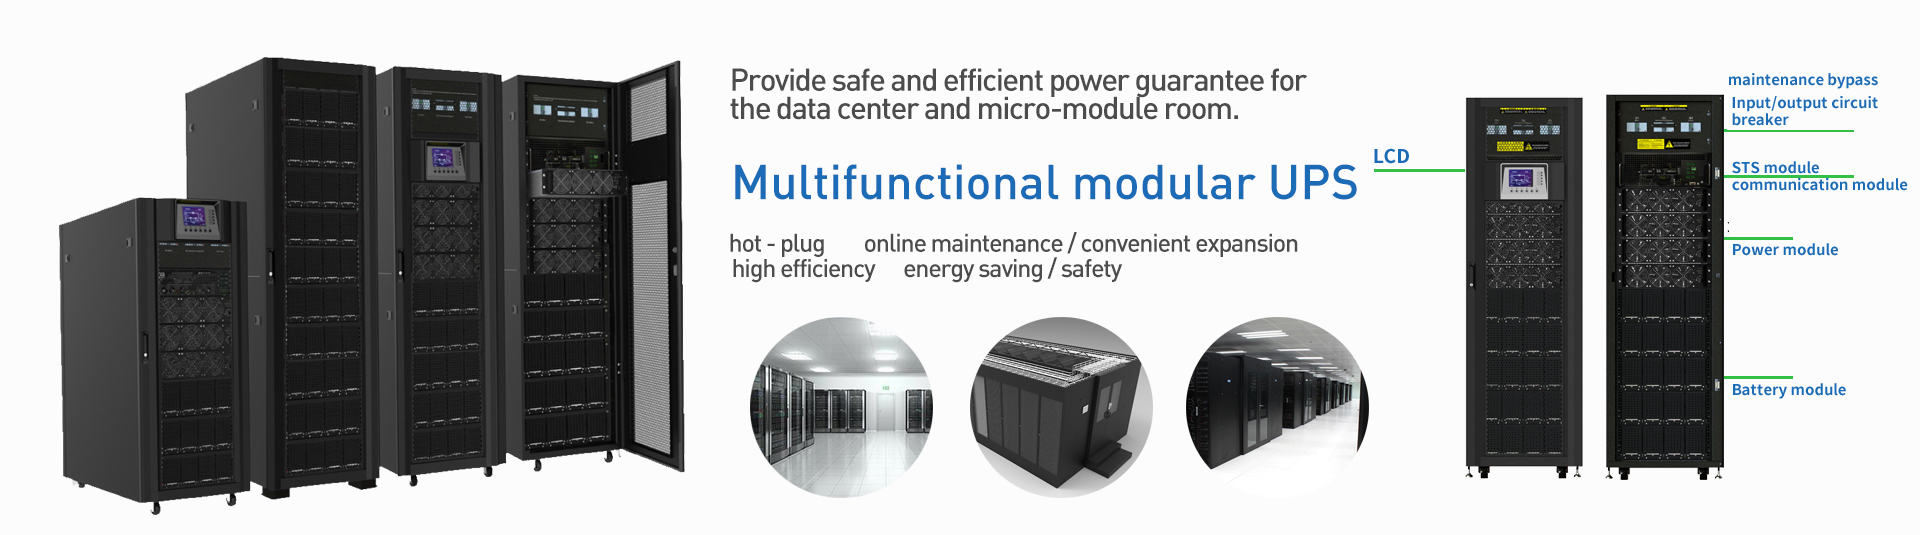 Provide safe and efficient power guarantee for
the data center and micro-module room.
Multifunctional modular UPS
hot - plug online maintenance / convenient expansion
high efficiency energy saving / safety
LCD
maintenance bypass
Input/output circuit
breaker
STS module
communication module
:
Power module
Battery module